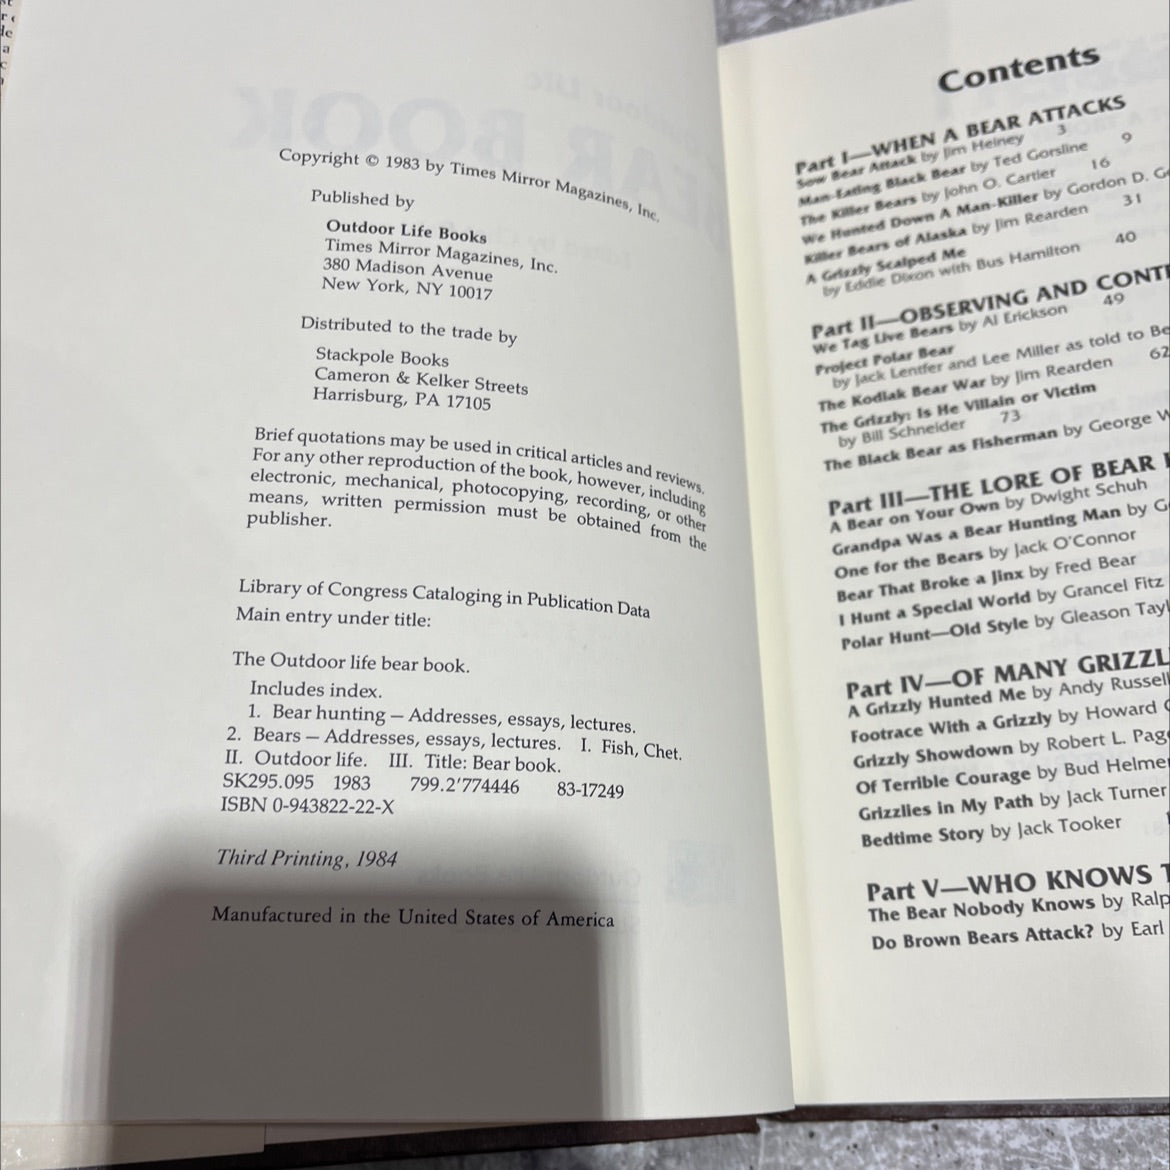 Copyright © 1983 by Times Mirror Magazines, Inc.
Published by
Outdoor Life Books
Times Mirror Magazines, Inc.
380 Madison Avenue
New York, NY 10017
Distributed to the trade by
Stackpole Books
Cameron & Kelker Streets
Harrisburg, PA 17105
Brief quotations may be used in critical articles and reviews.
For any other reproduction of the book, however, including
electronic, mechanical, photocopying, recording, or other
means, written permission must be obtained from the
publisher.
Library of Congress Cataloging in Publication Data
Main entry under title:
The Outdoor life bear book.
Includes index.
1. Bear hunting — Addresses, essays, lectures.
2. Bears — Addresses, essays, lectures. I. Fish, Chet.
II. Outdoor life. III. Title: Bear book.
SK295.095 1983 799.2'774446 83-17249
ISBN 0-943822-22-X
Third Printing, 1984
Manufactured in the United States of America
Contents
Part I—WHEN A BEAR ATTACKS
Sow Bear Attack by Jim Heiney 3
Man-Eating Black Bear by Ted Gorsline 9
The Killer Bears by John O. Cartier 16
We Hunted Down A Man-Killer by Gordon D.
Killer Bears of Alaska by Jim Rearden 31
A Grizzly Scalped Me
by Eddie Dixon with Bus Hamilton 40
Part II—OBSERVING AND
We Tag Live Bears by Al Erickson 49
Project Polar Bear
by Jack Lentfer and Lee Miller as told to
The Kodiak Bear War by Jim Rearden 62
The Grizzly: Is He Villain or Victim
by Bill Schneider 73
The Black Bear as Fisherman by George
Part III—THE LORE OF BEAR
A Bear on Your Own by Dwight Schuh
Grandpa Was a Bear Hunting Man by
One for the Bears by Jack O'Connor
Bear That Broke a Jinx by Fred Bear
I Hunt a Special World by Grancel Fitz
Polar Hunt—Old Style by Gleason
Part IV—OF MANY
A Grizzly Hunted Me by Andy Russell
Footrace With a Grizzly by Howard
Grizzly Showdown by Robert L. Page
Of Terrible Courage by Bud
Grizzlies in My Path by Jack Turner
Bedtime Story by Jack Tooker
Part V—WHO KNOWS
The Bear Nobody Knows by
Do Brown Bears Attack? by Earl